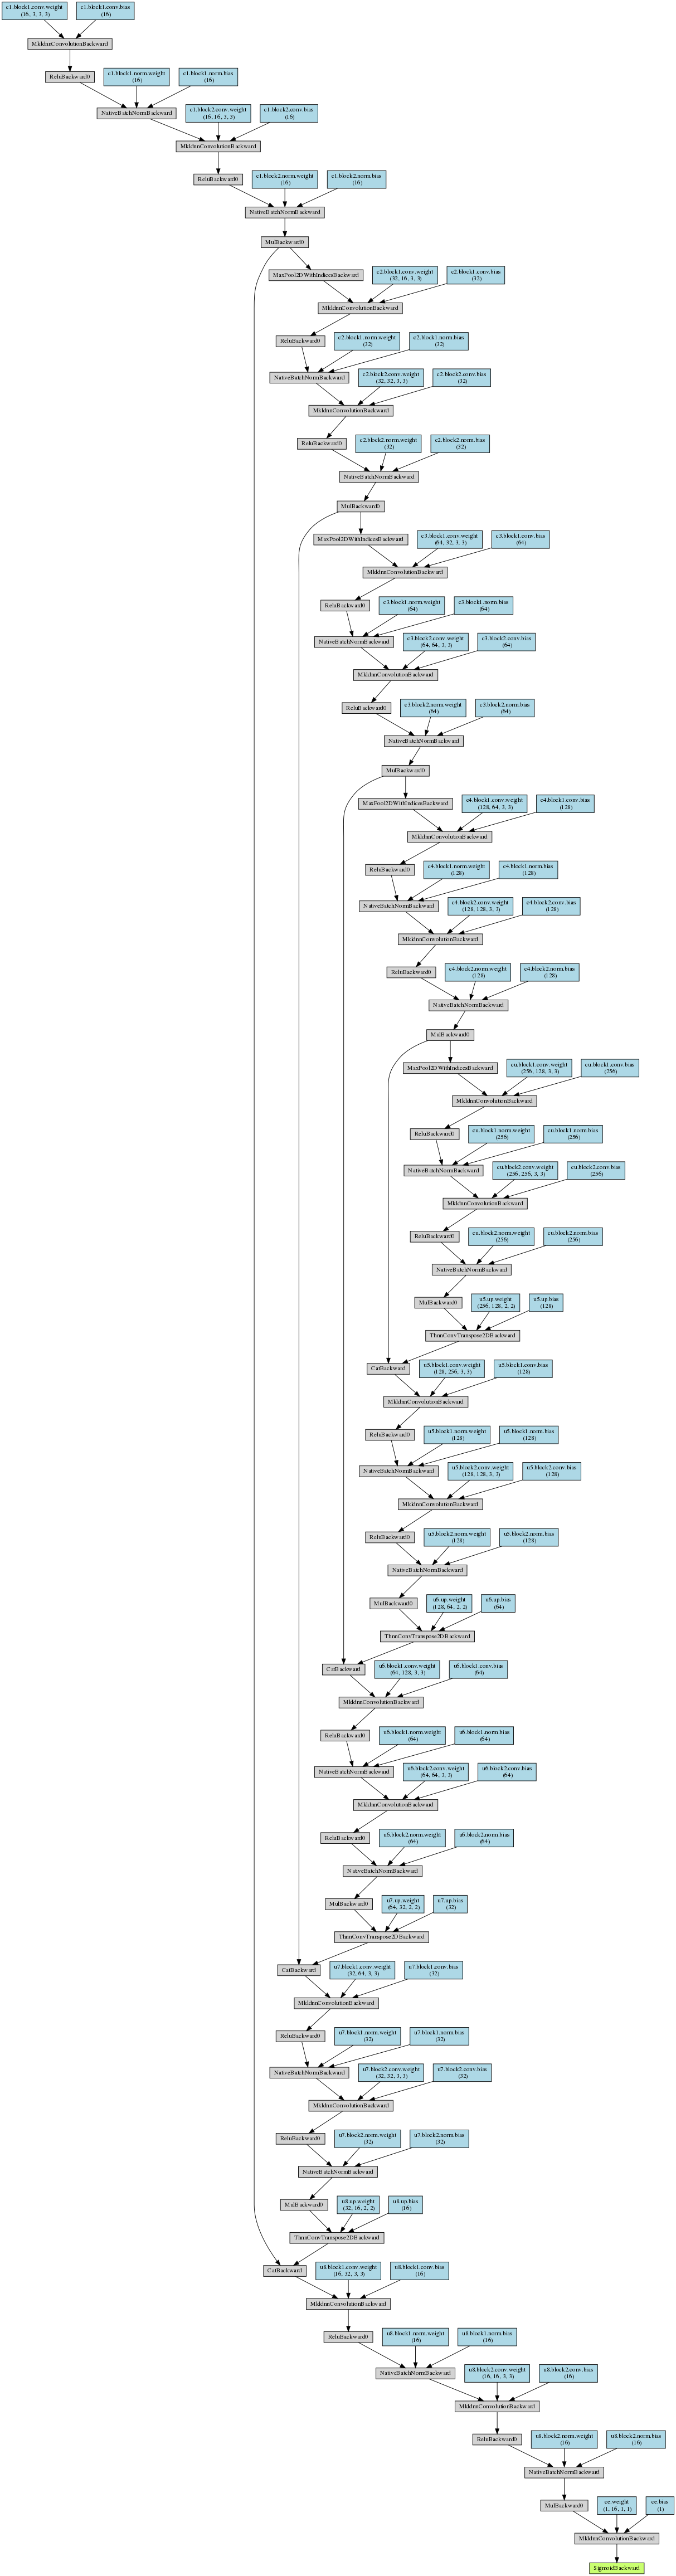 c1.block1.conv.weight
(16, 3, 3, 3)
c1.block1.conv.bias
(16)
MkldnnConvolutionBackward
ReluBackward0
c1.block1.norm.weight
(16)
c1.block1.norm.bias
(16)
NativeBatchNormBackward
c1.block2.conv.weight
(16, 16, 3, 3)
c1.block2.conv.bias
(16)
MkldnnConvolutionBackward
ReluBackward0
c1.block2.norm.weight
(16)
c1.block2.norm.bias
(16)
NativeBatchNormBackward
MulBackward0
MaxPool2DWithIndicesBackward
c2.block1.conv.weight
(32, 16, 3, 3)
c2.block1.conv.bias
(32)
MkldnnConvolutionBackward
ReluBackward0
c2.block1.norm.weight
(32)
c2.block1.norm.bias
(32)
NativeBatchNormBackward
c2.block2.conv.weight
(32, 32, 3, 3)
c2.block2.conv.bias
(32)
MkldnnConvolutionBackward
ReluBackward0
c2.block2.norm.weight
(32)
c2.block2.norm.bias
(32)
NativeBatchNormBackward
MulBackward0
MaxPool2DWithIndicesBackward
c3.block1.conv.weight
(64, 32, 3, 3)
c3.block1.conv.bias
(64)
MkldnnConvolutionBackward
ReluBackward0
c3.block1.norm.weight
(64)
c3.block1.norm.bias
(64)
NativeBatchNormBackward
c3.block2.conv.weight
(64, 64, 3, 3)
c3.block2.conv.bias
(64)
MkldnnConvolutionBackward
ReluBackward0
c3.block2.norm.weight
(64)
c3.block2.norm.bias
(64)
NativeBatchNormBackward
MulBackward0
MaxPool2DWithIndicesBackward
c4.block1.conv.weight
(128, 64, 3, 3)
c4.block1.conv.bias
(128)
MkldnnConvolutionBackward
ReluBackward0
c4.block1.norm.weight
(128)
c4.block1.norm.bias
(128)
NativeBatchNormBackward
c4.block2.conv.weight
(128, 128, 3, 3)
c4.block2.conv.bias
(128)
MkldnnConvolutionBackward
ReluBackward0
c4.block2.norm.weight
(128)
c4.block2.norm.bias
(128)
NativeBatchNormBackward
MulBackward0
MaxPool2DWithIndicesBackward
cu.block1.conv.weight
(256, 128, 3, 3)
cu.block1.conv.bias
(256)
MkldnnConvolutionBackward
ReluBackward0
cu.block1.norm.weight
(256)
cu.block1.norm.bias
(256)
NativeBatchNormBackward
cu.block2.conv.weight
(256, 256, 3, 3)
cu.block2.conv.bias
(256)
MkldnnConvolutionBackward
ReluBackward0
cu.block2.norm.weight
(256)
cu.block2.norm.bias
(256)
NativeBatchNormBackward
MulBackward0
u5.up.weight
(256, 128, 2, 2)
u5.up.bias
(128)
ThnnConvTranspose2DBackward
CatBackward
u5.block1.conv.weight
(128, 256, 3, 3)
u5.block1.conv.bias
(128)
MkldnnConvolutionBackward
ReluBackward0
u5.block1.norm.weight
(128)
u5.block1.norm.bias
(128)
NativeBatchNormBackward
u5.block2.conv.weight
(128, 128, 3, 3)
u5.block2.conv.bias
(128)
MkldnnConvolutionBackward
ReluBackward0
u5.block2.norm.weight
(128)
u5.block2.norm.bias
(128)
NativeBatchNormBackward
MulBackward0
u6.up.weight
(128, 64, 2, 2)
u6.up.bias
(64)
ThnnConvTranspose2DBackward
CatBackward
u6.block1.conv.weight
(64, 128, 3, 3)
u6.block1.conv.bias
(64)
MkldnnConvolutionBackward
ReluBackward0
u6.block1.norm.weight
(64)
u6.block1.norm.bias
(64)
NativeBatchNormBackward
u6.block2.conv.weight
(64, 64, 3, 3)
u6.block2.conv.bias
(64)
MkldnnConvolutionBackward
ReluBackward0
u6.block2.norm.weight
(64)
u6.block2.norm.bias
(64)
NativeBatchNormBackward
MulBackward0
u7.up.weight
(64, 32, 2, 2)
u7.up.bias
(32)
ThnnConvTranspose2DBackward
CatBackward
u7.block1.conv.weight
(32, 64, 3, 3)
u7.block1.conv.bias
(32)
MkldnnConvolutionBackward
ReluBackward0
u7.block1.norm.weight
(32)
u7.block1.norm.bias
(32)
NativeBatchNormBackward
u7.block2.conv.weight
(32, 32, 3, 3)
u7.block2.conv.bias
(32)
MkldnnConvolutionBackward
ReluBackward0
u7.block2.norm.weight
(32)
u7.block2.norm.bias
(32)
NativeBatchNormBackward
MulBackward0
u8.up.weight
(32, 16, 2, 2)
u8.up.bias
(16)
ThnnConvTranspose2DBackward
CatBackward
u8.block1.conv.weight
(16, 32, 3, 3)
u8.block1.conv.bias
(16)
MkldnnConvolutionBackward
ReluBackward0
u8.block1.norm.weight
(16)
u8.block1.norm.bias
(16)
NativeBatchNormBackward
u8.block2.conv.weight
(16, 16, 3, 3)
u8.block2.conv.bias
(16)
MkldnnConvolutionBackward
ReluBackward0
u8.block2.norm.weight
(16)
u8.block2.norm.bias
(16)
NativeBatchNormBackward
MulBackward0
ce.weight
(1, 16, 1, 1)
ce.bias
(1)
MkldnnConvolutionBackward
SigmoidBackward